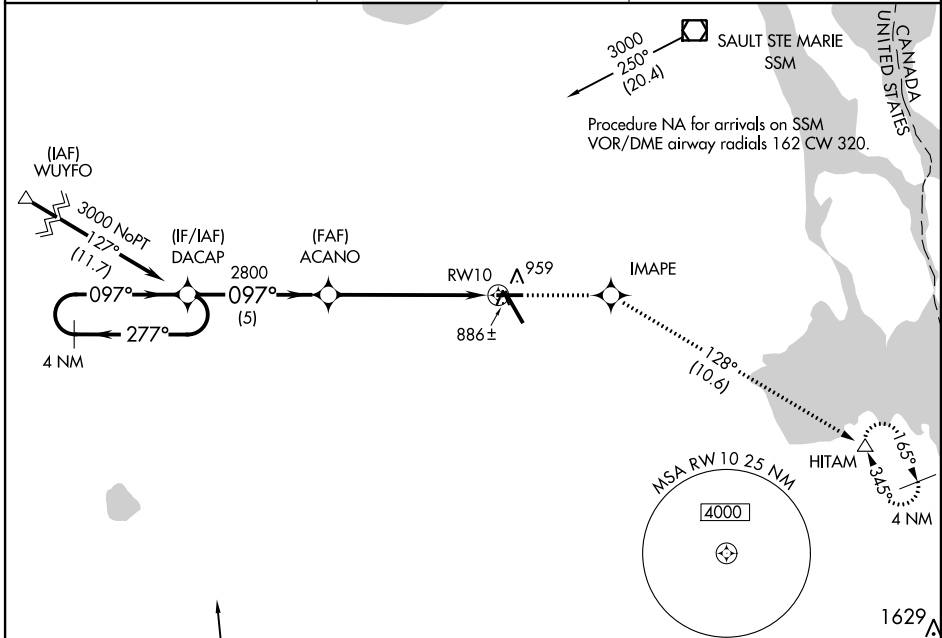 3000
250°
(20.4)
SAULT STE MARIE
SSM
CANADA
UNITED STATES
Procedure NA for arrivals on SSM
VOR/DME airway radials 162 CW 320.
(IAF)
WUYFO
3000 NoPT
127°
(11.7)
(IF/IAF)
DACAP
(FAF)
ACANO
2800
097°
(5)
097°
277°
4 NM
RW10
959
886±
IMAPE
128°
(10.6)
HITAM
165°
345°
4 NM
MSA RW 10 25 NM
4000
1629